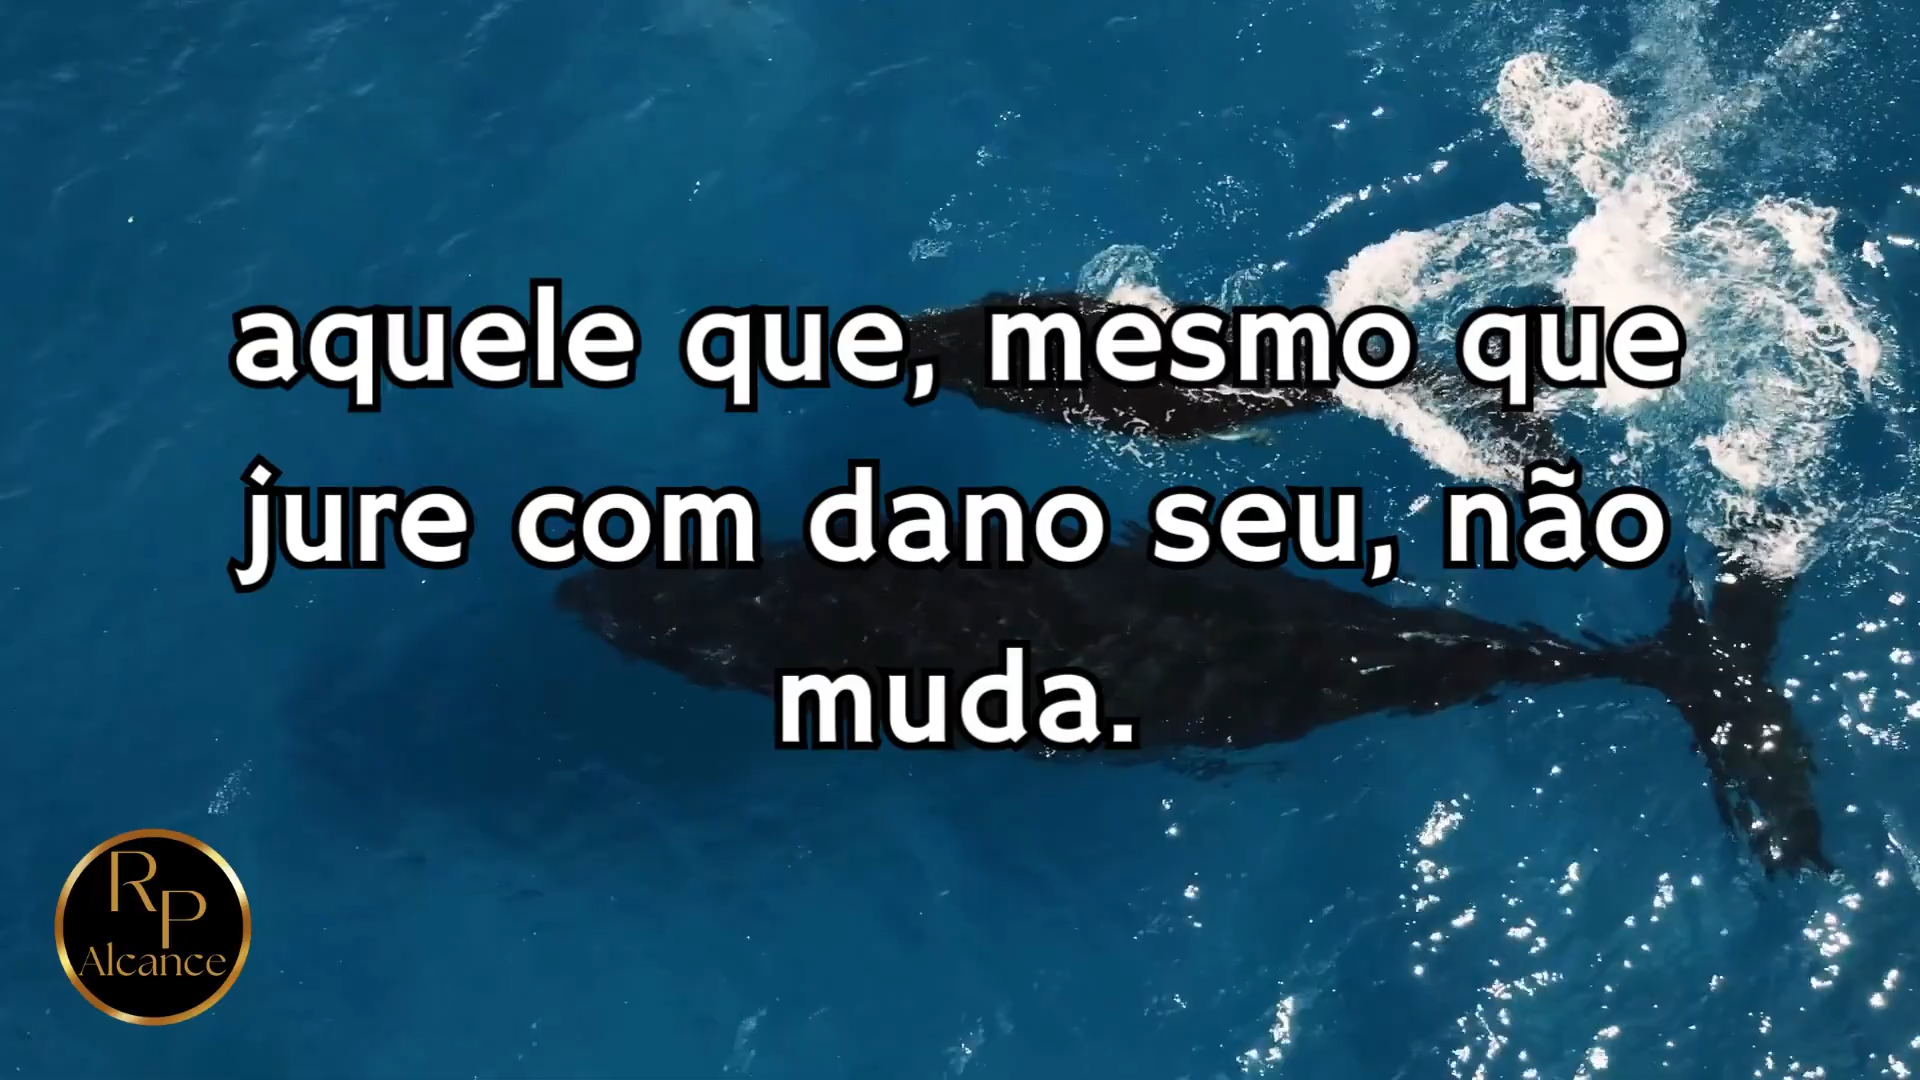 aquele que, mesmo que
jure com dano seu, não
muda.
RP
Alcance